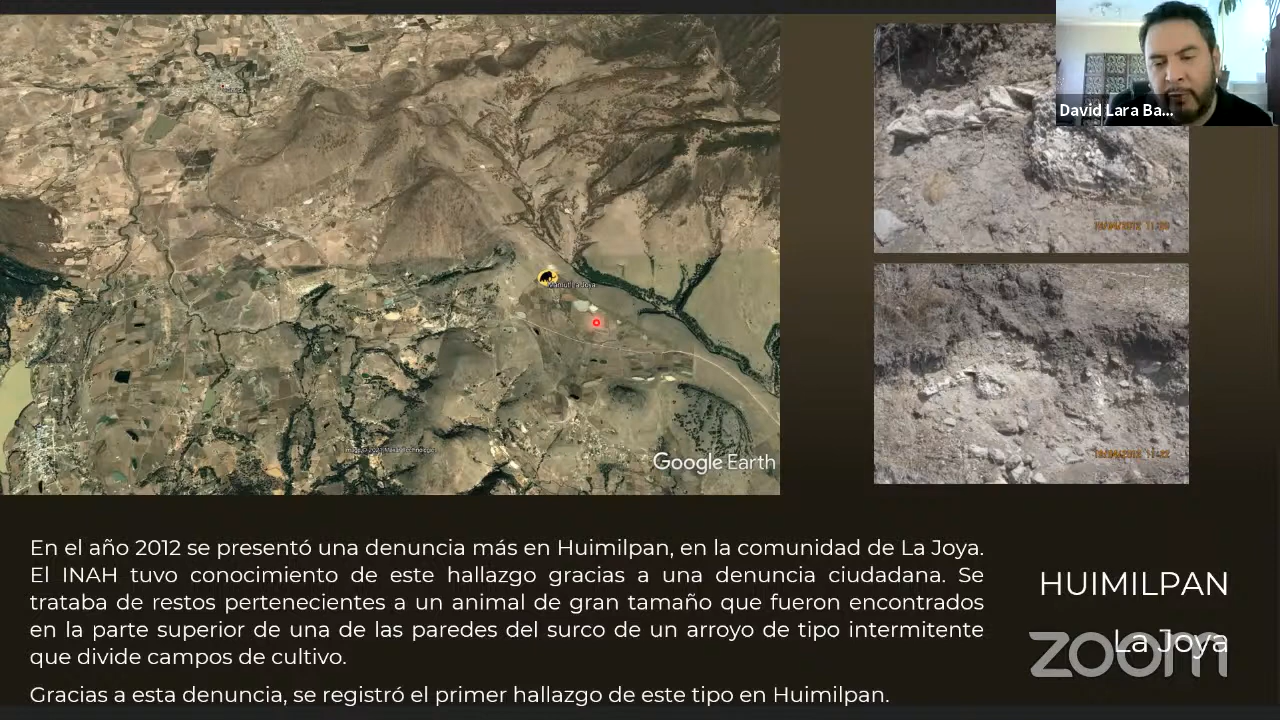 David Lara Ba...
Mamut La Joya
Google Earth
En el año 2012 se presentó una denuncia más en Huimilpan, en la comunidad de La Joya.
El INAH tuvo conocimiento de este hallazgo gracias a una denuncia ciudadana. Se
trataba de restos pertenecientes a un animal de gran tamaño que fueron encontrados
en la parte superior de una de las paredes del surco de un arroyo de tipo intermitente
que divide campos de cultivo.
Gracias a esta denuncia, se registró el primer hallazgo de este tipo en Huimilpan.
HUIMILPAN
La Joya
zoom